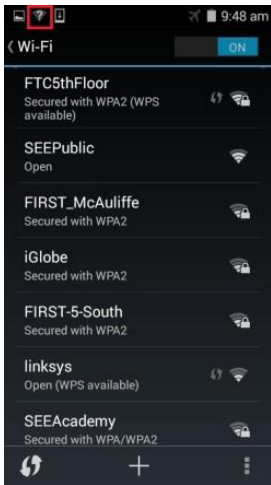 9:48 am
Wi-Fi
ON
FTC5thFloor
Secured with WPA2 (WPS
available)
SEEPublic
Open
FIRST_McAuliffe
Secured with WPA2
iGlobe
Secured with WPA2
FIRST-5-South
Secured with WPA2
linksys
Open (WPS available)
SEEAcademy
Secured with WPA/WPA2